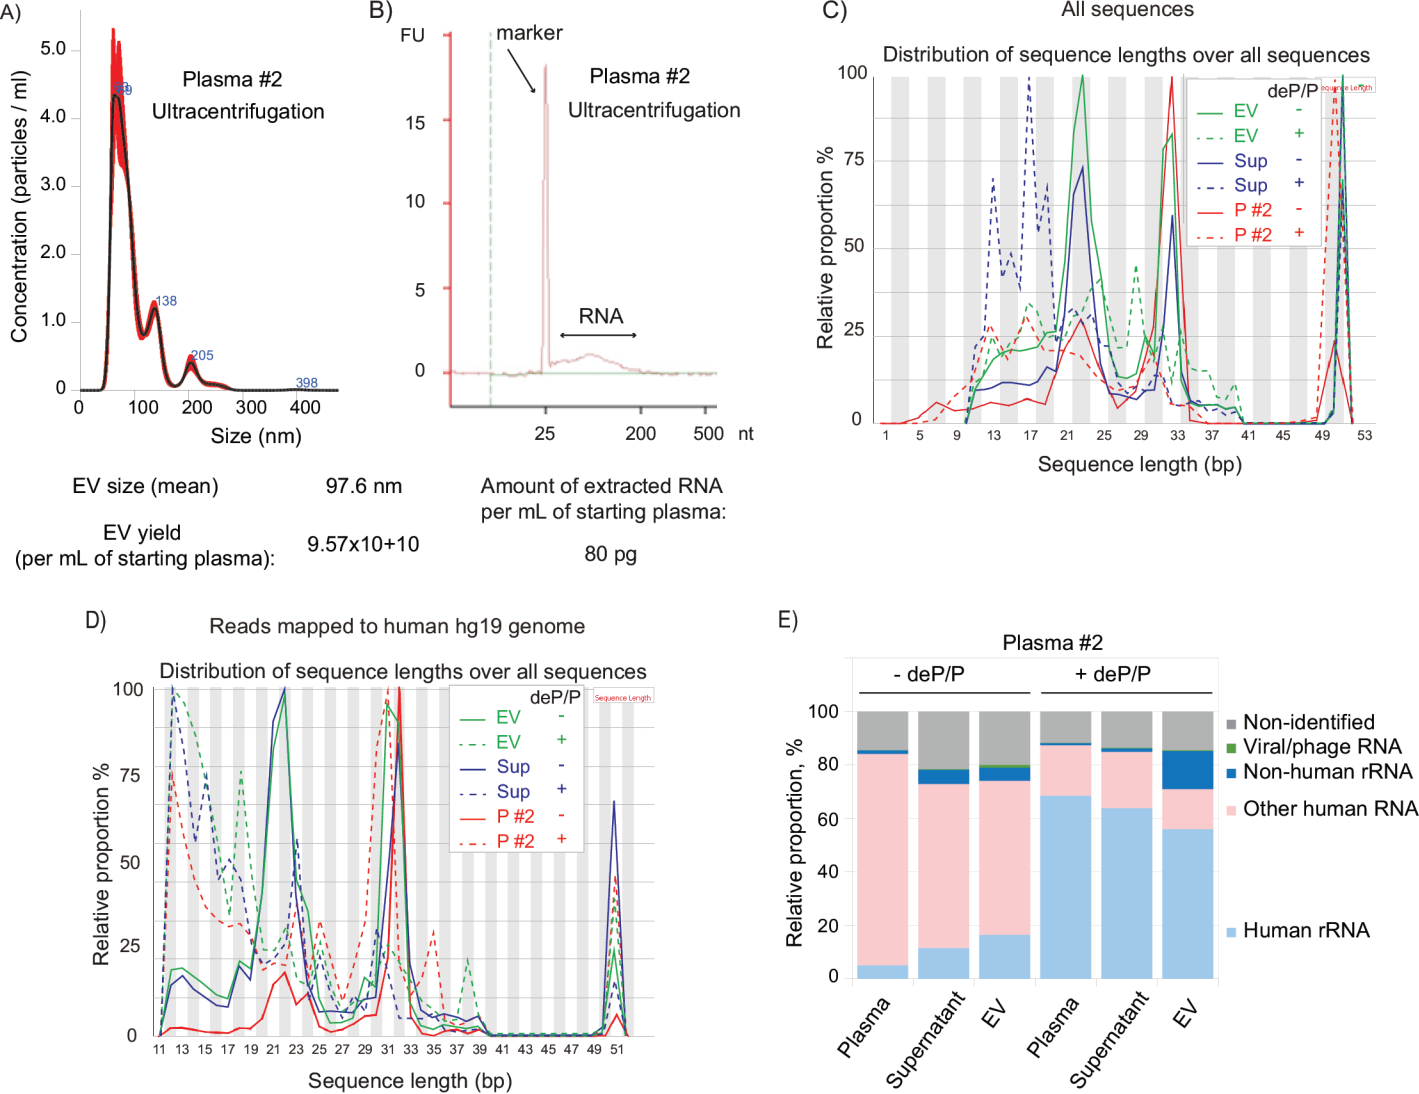 A)
Concentration (particles / ml)
5.0
4.0
3.0
2.0
1.0
0
Plasma #2
Ultracentrifugation
69
138
205
398
0 100 200 300 400
Size (nm)
EV size (mean) 97.6 nm
EV yield
(per mL of starting plasma): 9.57x10+10
B)
FU
15
10
5
0
marker
Plasma #2
Ultracentrifugation
RNA
25 200 500 nt
Amount of extracted RNA
per mL of starting plasma:
80 pg
C)
All sequences
Distribution of sequence lengths over all sequences
Relative proportion %
100
75
50
25
0
deP/P
EV -
EV +
Sup -
Sup +
P #2 -
P #2 +
1 5 9 13 17 21 25 29 33 37 41 45 49 53
Sequence length (bp)
D)
Reads mapped to human hg19 genome
Distribution of sequence lengths over all sequences
Relative proportion %
100
75
50
25
0
deP/P
EV -
EV +
Sup -
Sup +
P #2 -
P #2 +
Sequence Length
11 13 15 17 19 21 23 25 27 29 31 33 35 37 39 41 43 45 47 49 51
Sequence length (bp)
E)
Plasma #2
- deP/P + deP/P
Relative proportion, %
100
80
60
40
20
0
Non-identified
Viral/phage RNA
Non-human rRNA
Other human RNA
Human rRNA
Plasma Supernatant EV Plasma Supernatant EV